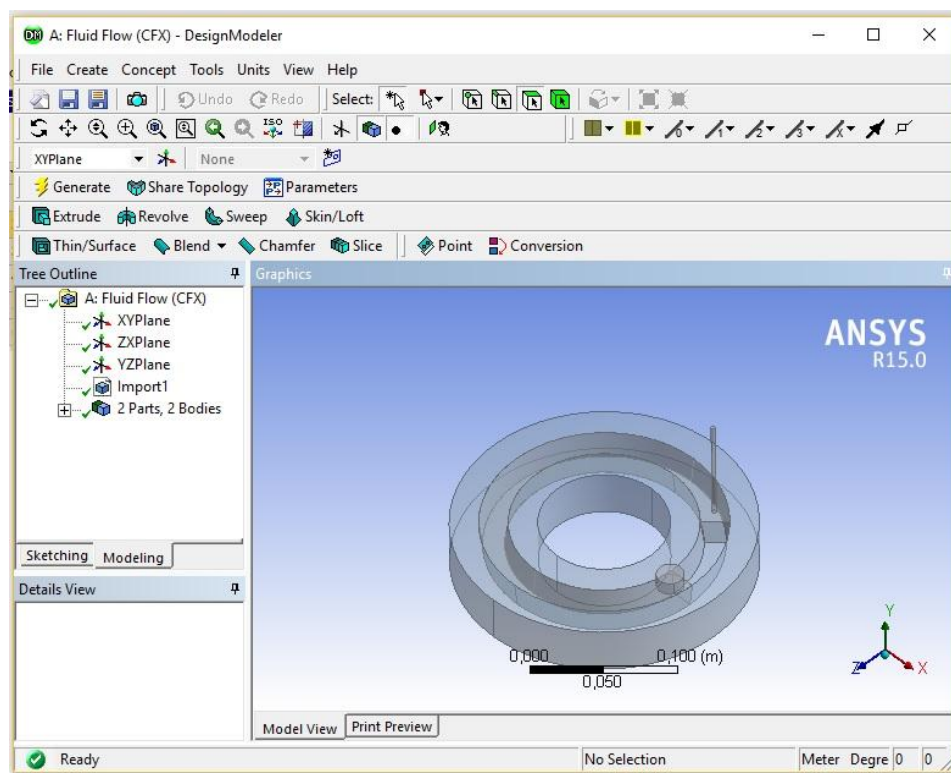 DM A: Fluid Flow (CFX) - DesignModeler
File Create Concept Tools Units View Help
Undo Redo Select:
ISO
XYPlane None
Generate Share Topology Parameters
Extrude Revolve Sweep Skin/Loft
Thin/Surface Blend Chamfer Slice Point Conversion
Tree Outline
A: Fluid Flow (CFX)
XYPlane
ZXPlane
YZPlane
Import1
2 Parts, 2 Bodies
Sketching Modeling
Details View
Graphics
ANSYS
R15.0
0,000 0,100 (m)
0,050
Y
Z X
Model View Print Preview
Ready No Selection Meter Degre 0 0